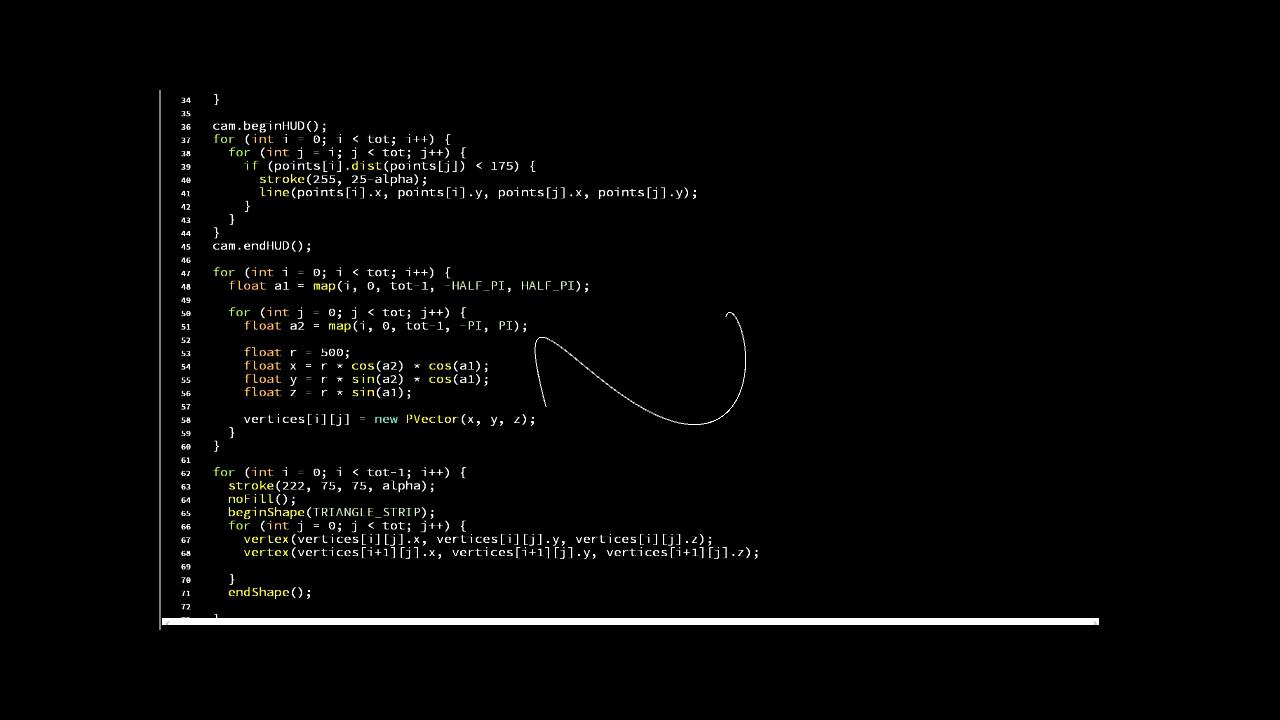 34 }
35
36 cam.beginHUD();
37 for (int i = 0; i < tot; i++) {
38 for (int j = i; j < tot; j++) {
39 if (points[i].dist(points[j]) < 175) {
40 stroke(255, 25-alpha);
41 line(points[i].x, points[i].y, points[j].x, points[j].y);
42 }
43 }
44 }
45 cam.endHUD();
46
47 for (int i = 0; i < tot; i++) {
48 float a1 = map(i, 0, tot-1, -HALF_PI, HALF_PI);
49
50 for (int j = 0; j < tot; j++) {
51 float a2 = map(i, 0, tot-1, -PI, PI);
52
53 float r = 500;
54 float x = r * cos(a2) * cos(a1);
55 float y = r * sin(a2) * cos(a1);
56 float z = r * sin(a1);
57
58 vertices[i][j] = new PVector(x, y, z);
59 }
60 }
61
62 for (int i = 0; i < tot-1; i++) {
63 stroke(222, 75, 75, alpha);
64 noFill();
65 beginShape(TRIANGLE_STRIP);
66 for (int j = 0; j < tot; j++) {
67 vertex(vertices[i][j].x, vertices[i][j].y, vertices[i][j].z);
68 vertex(vertices[i+1][j].x, vertices[i+1][j].y, vertices[i+1][j].z);
69
70 }
71 endShape();
72